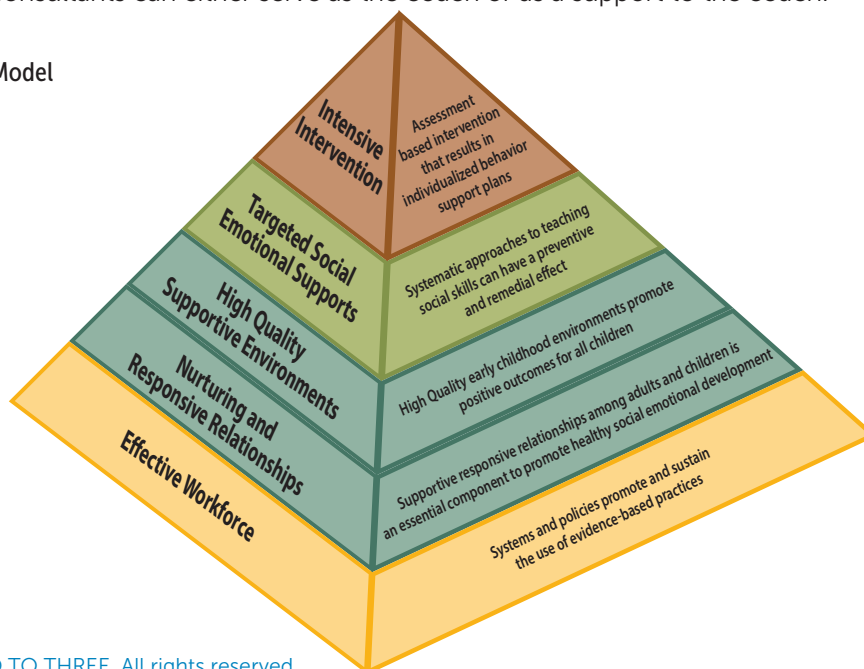 onsultants can either serve as the coach or as a support to the coach.
Model
Intensive
Intervention
Assessment
based intervention
that results in
individualized behavior
support plans
Targeted Social
Emotional Supports
Systematic approaches to teaching
social skills can have a preventive
and remedial effect
High Quality
Supportive Environments
High Quality early childhood environments promote
positive outcomes for all children
Nurturing and
Responsive Relationships
Supportive responsive relationships among adults and children is
an essential component to promote healthy social emotional development
Effective Workforce
Systems and policies promote and sustain
the use of evidence-based practices
TO THREE. All rights reserved